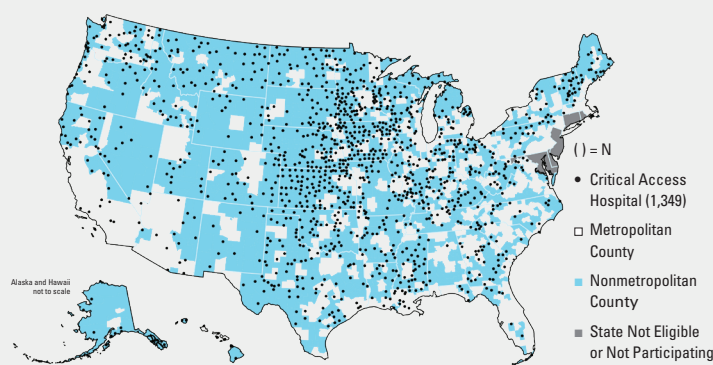 ( ) = N
Critical Access
Hospital (1,349)
Metropolitan
County
Nonmetropolitan
County
State Not Eligible
or Not Participating
Alaska and Hawaii
not to scale